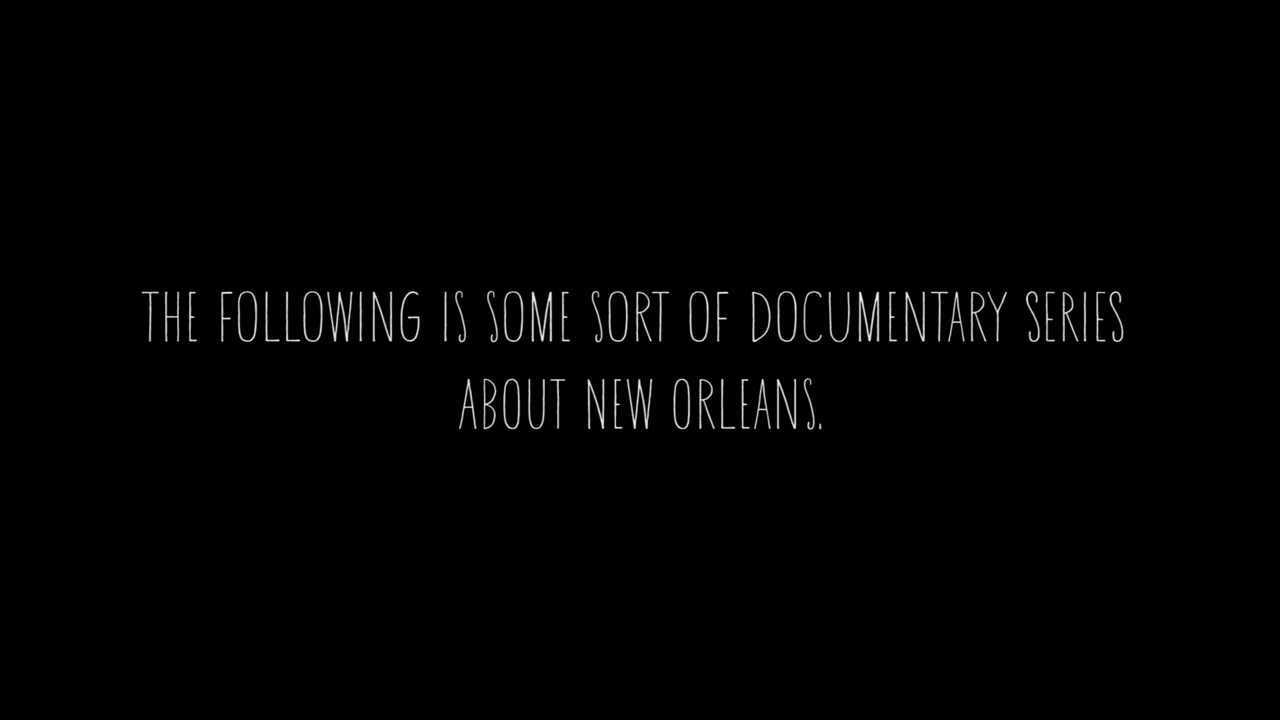 THE FOLLOWING IS SOME SORT OF DOCUMENTARY SERIES
ABOUT NEW ORLEANS.